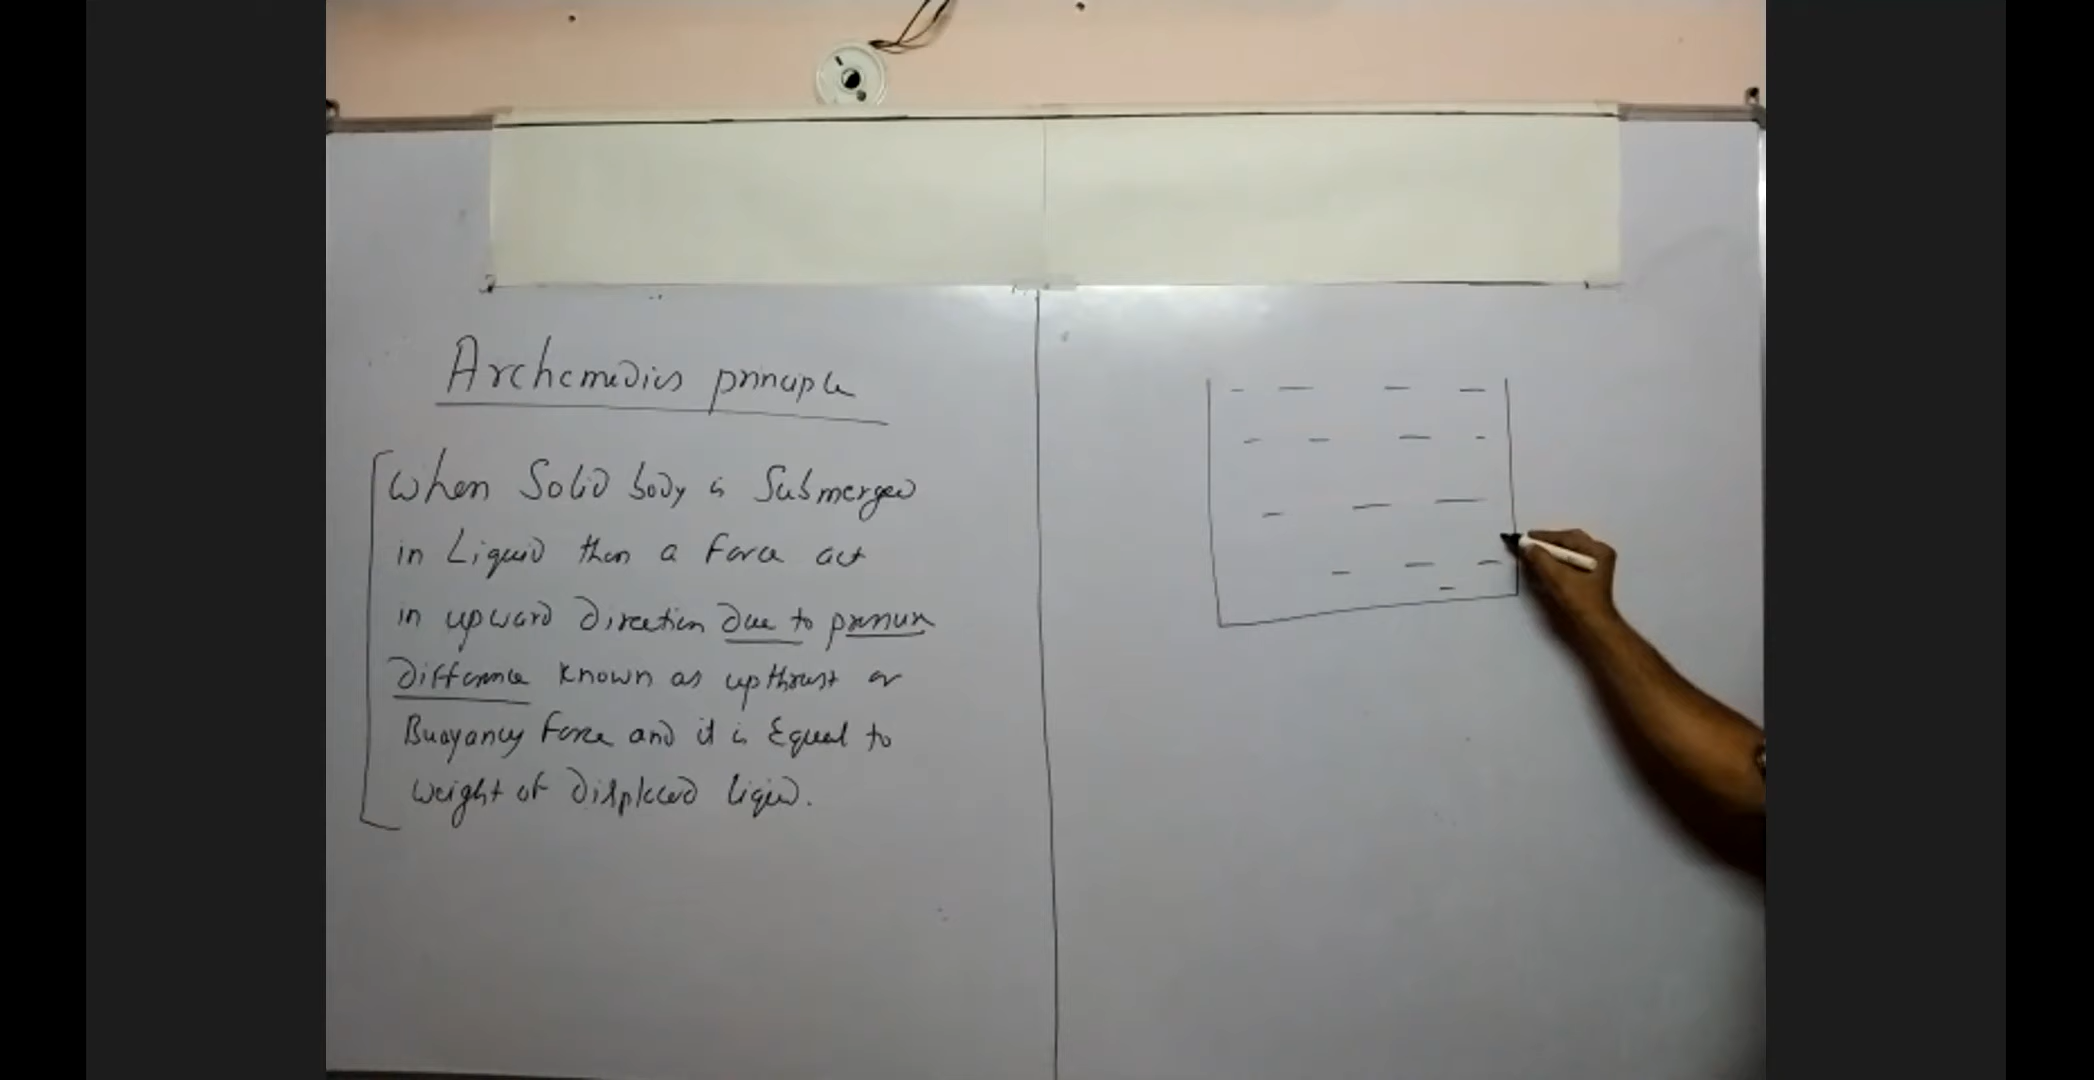 Archemedies principle
When Solid body is Submerged
in Liquid then a Force act
in upward Direction Due to pressure
Difference known as upthrust or
Buoyancy Force and it is Equal to
weight of Displaced liquid.